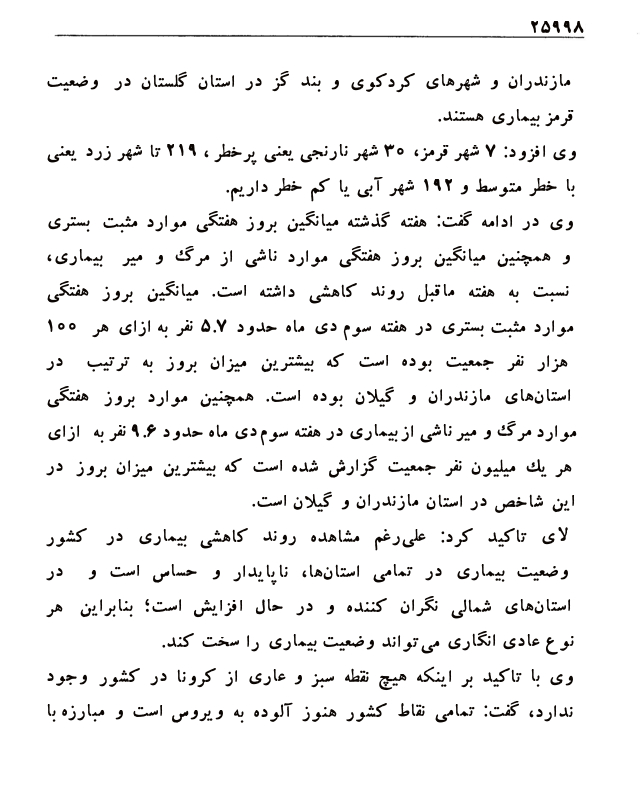 ۲۵۹۹۸
مازندران و شهرهای کردکوی و بند گز در استان گلستان در وضعیت
قرمز بیماری هستند.
وی افزود: ۷ شهر قرمز، ۳۰ شهر نارنجی یعنی پرخطر، ۲۱۹ تا شهر زرد یعنی
با خطر متوسط و ۱۹۲ شهر آبی یا کم خطر داریم.
وی در ادامه گفت: هفته گذشته میانگین بروز هفتگی موارد مثبت بستری
و همچنین میانگین بروز هفتگی موارد ناشی از مرگ و میر بیماری،
نسبت به هفته ماقبل روند کاهشی داشته است. میانگین بروز هفتگی
موارد مثبت بستری در هفته سوم دی ماه حدود ۵.۷ نفر به ازای هر ۱۰۰
هزار نفر جمعیت بوده است که بیشترین میزان بروز به ترتیب در
استان‌های مازندران و گیلان بوده است. همچنین موارد بروز هفتگی
موارد مرگ و میر ناشی از بیماری در هفته سوم دی ماه حدود ۹.۶ نفر به ازای
هر یك میلیون نفر جمعیت گزارش شده است که بیشترین میزان بروز در
این شاخص در استان مازندران و گیلان است.
لای تاکید کرد: علی‌رغم مشاهده روند کاهشی بیماری در کشور
وضعیت بیماری در تمامی استان‌ها، ناپایدار و حساس است و در
استان‌های شمالی نگران کننده و در حال افزایش است؛ بنابراین هر
نوع عادی انگاری می‌تواند وضعیت بیماری را سخت کند.
وی با تاکید بر اینکه هیچ نقطه سبز و عاری از کرونا در کشور وجود
ندارد، گفت: تمامی نقاط کشور هنوز آلوده به ویروس است و مبارزه با